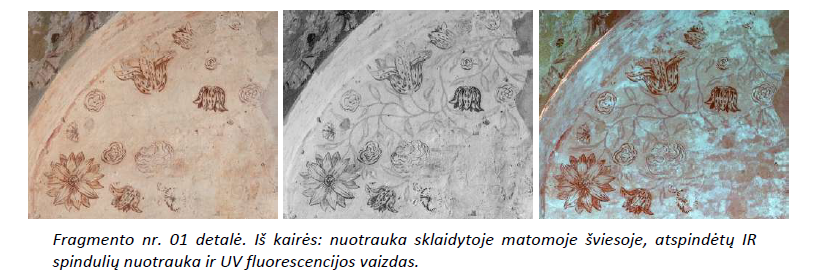 Fragmento nr. 01 detalė. Iš kairės: nuotrauka sklaidytoje matomoje šviesoje, atspindėtų IR
spindulių nuotrauka ir UV fluorescencijos vaizdas.